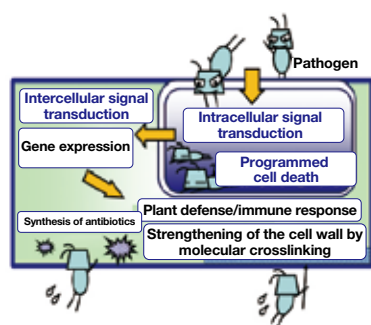 Pathogen
Intercellular signal
transduction
Intracellular signal
transduction
Gene expression
Programmed
cell death
Plant defense/immune response
Synthesis of antibiotics
Strengthening of the cell wall by
molecular crosslinking